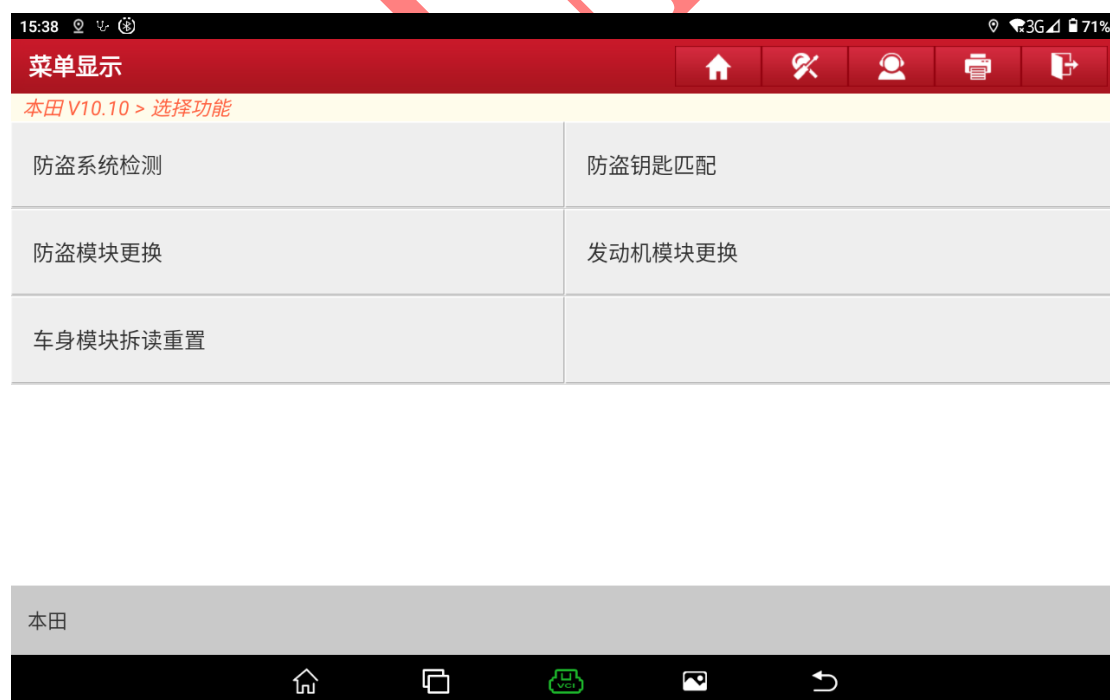 15:38 3G 71%
菜单显示
本田 V10.10 > 选择功能
防盗系统检测 防盗钥匙匹配
防盗模块更换 发动机模块更换
车身模块拆读重置
本田
VCI